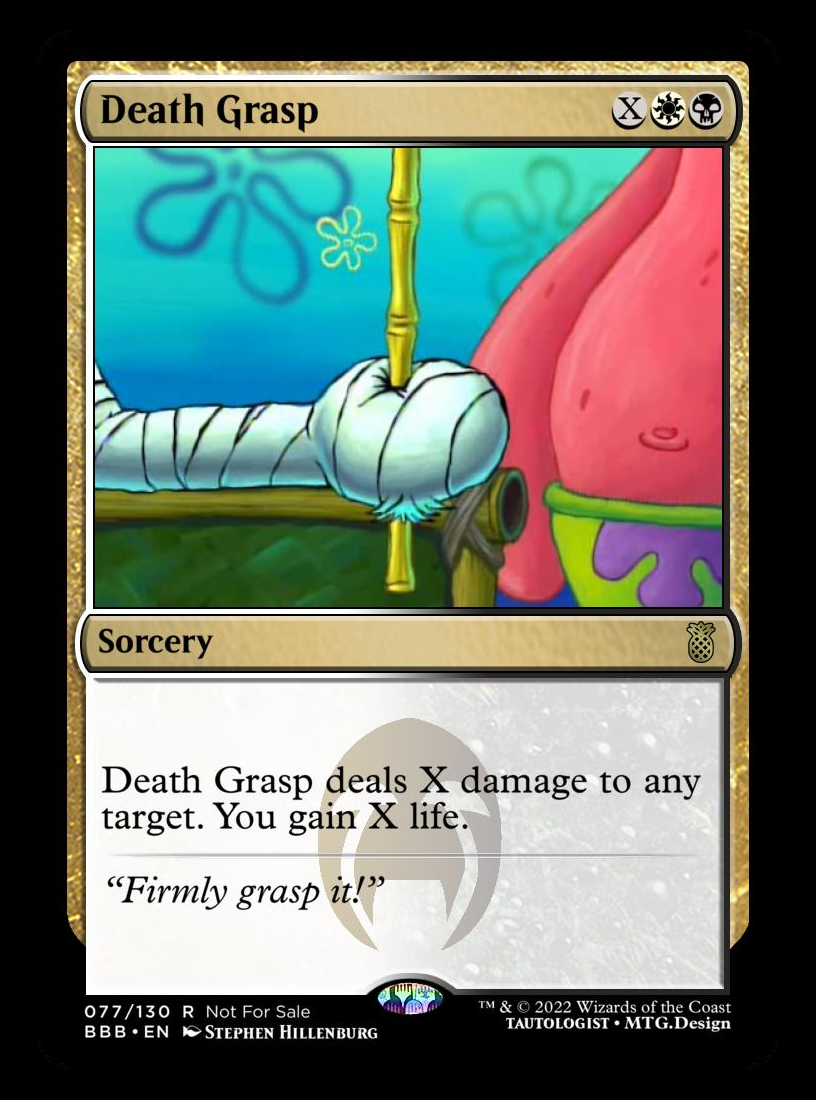 Death Grasp X
Sorcery
Death Grasp deals X damage to any
target. You gain X life.
“Firmly grasp it!”
077/130 R Not For Sale
BBB • EN STEPHEN HILLENBURG
™ & © 2022 Wizards of the Coast
TAUTOLOGIST • MTG.Design